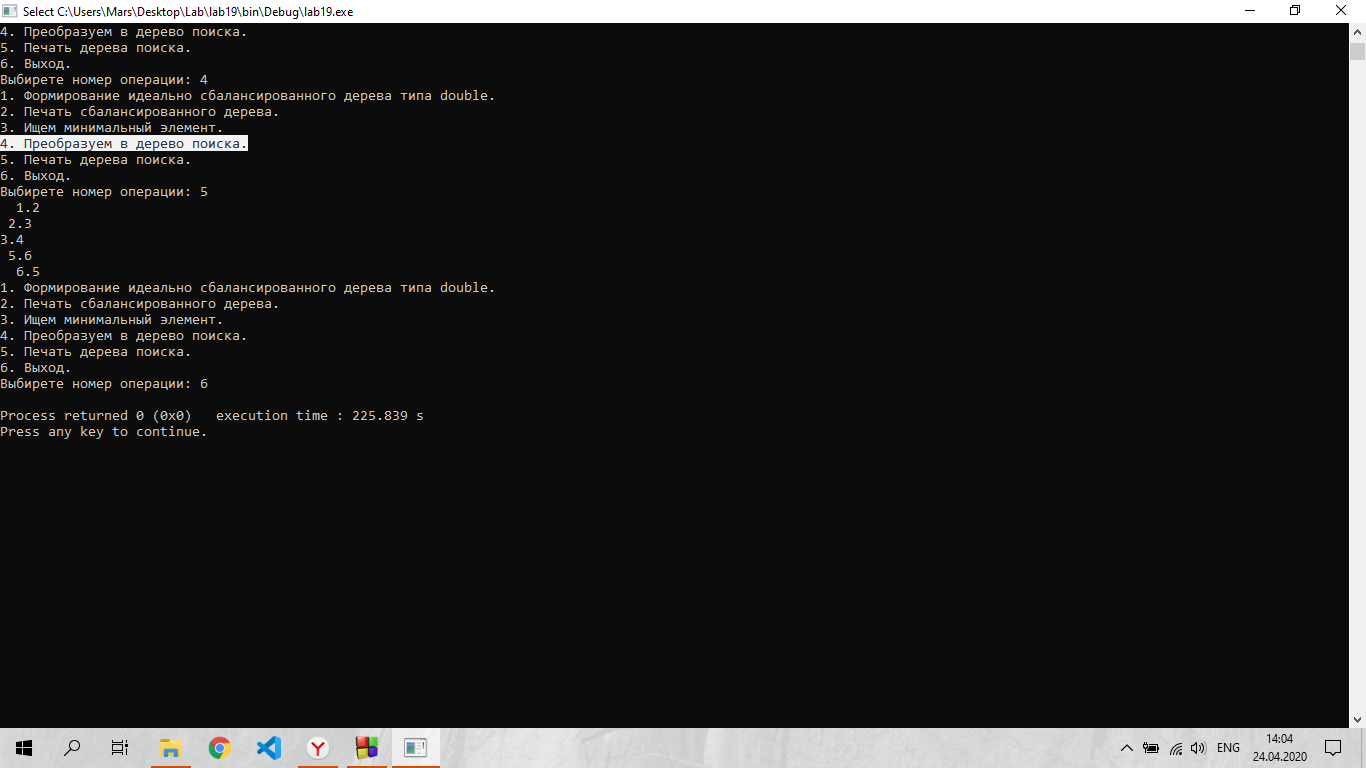 Select C:\Users\Mars\Desktop\Lab\lab19\bin\Debug\lab19.exe
4. Преобразуем в дерево поиска.
5. Печать дерева поиска.
6. Выход.
Выбирете номер операции: 4
1. Формирование идеально сбалансированного дерева типа double.
2. Печать сбалансированного дерева.
3. Ищем минимальный элемент.
4. Преобразуем в дерево поиска.
5. Печать дерева поиска.
6. Выход.
Выбирете номер операции: 5
1.2
2.3
3.4
5.6
6.5
1. Формирование идеально сбалансированного дерева типа double.
2. Печать сбалансированного дерева.
3. Ищем минимальный элемент.
4. Преобразуем в дерево поиска.
5. Печать дерева поиска.
6. Выход.
Выбирете номер операции: 6
Process returned 0 (0x0)   execution time : 225.839 s
Press any key to continue.
ENG
14:04
24.04.2020